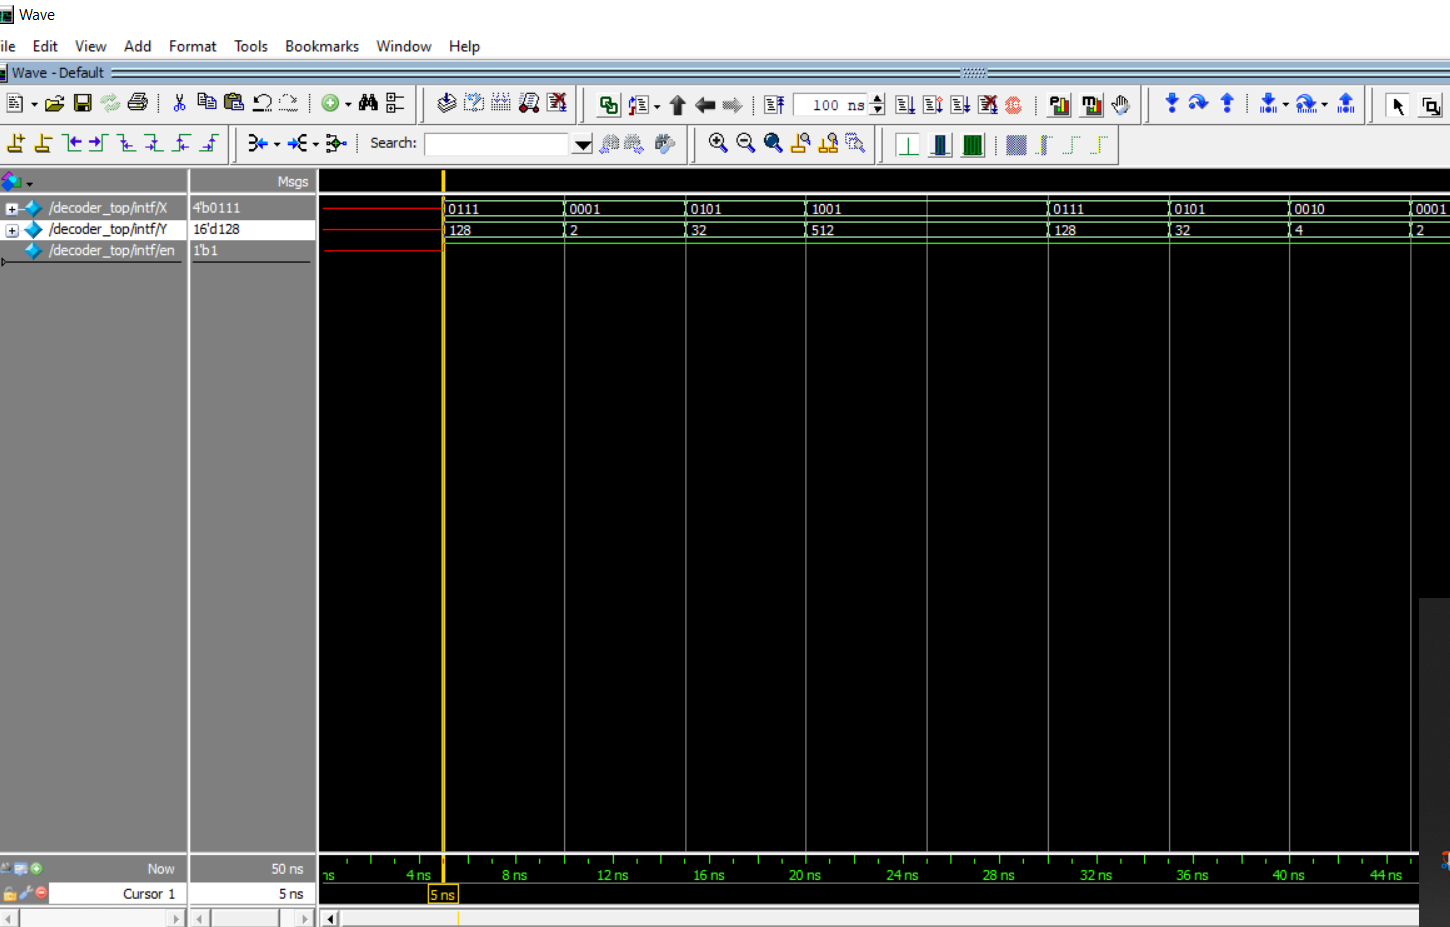 Wave
ile Edit View Add Format Tools Bookmarks Window Help
Wave - Default
100 ns
Search:
Msgs
/decoder_top/intf/X 4'b0111 0111 0001 0101 1001 0111 0101 0010 0001
/decoder_top/intf/Y 16'd128 128 2 32 512 128 32 4 2
/decoder_top/intf/en 1'b1
Now 50 ns ns 4 ns 8 ns 12 ns 16 ns 20 ns 24 ns 28 ns 32 ns 36 ns 40 ns 44 ns
Cursor 1 5 ns 5 ns